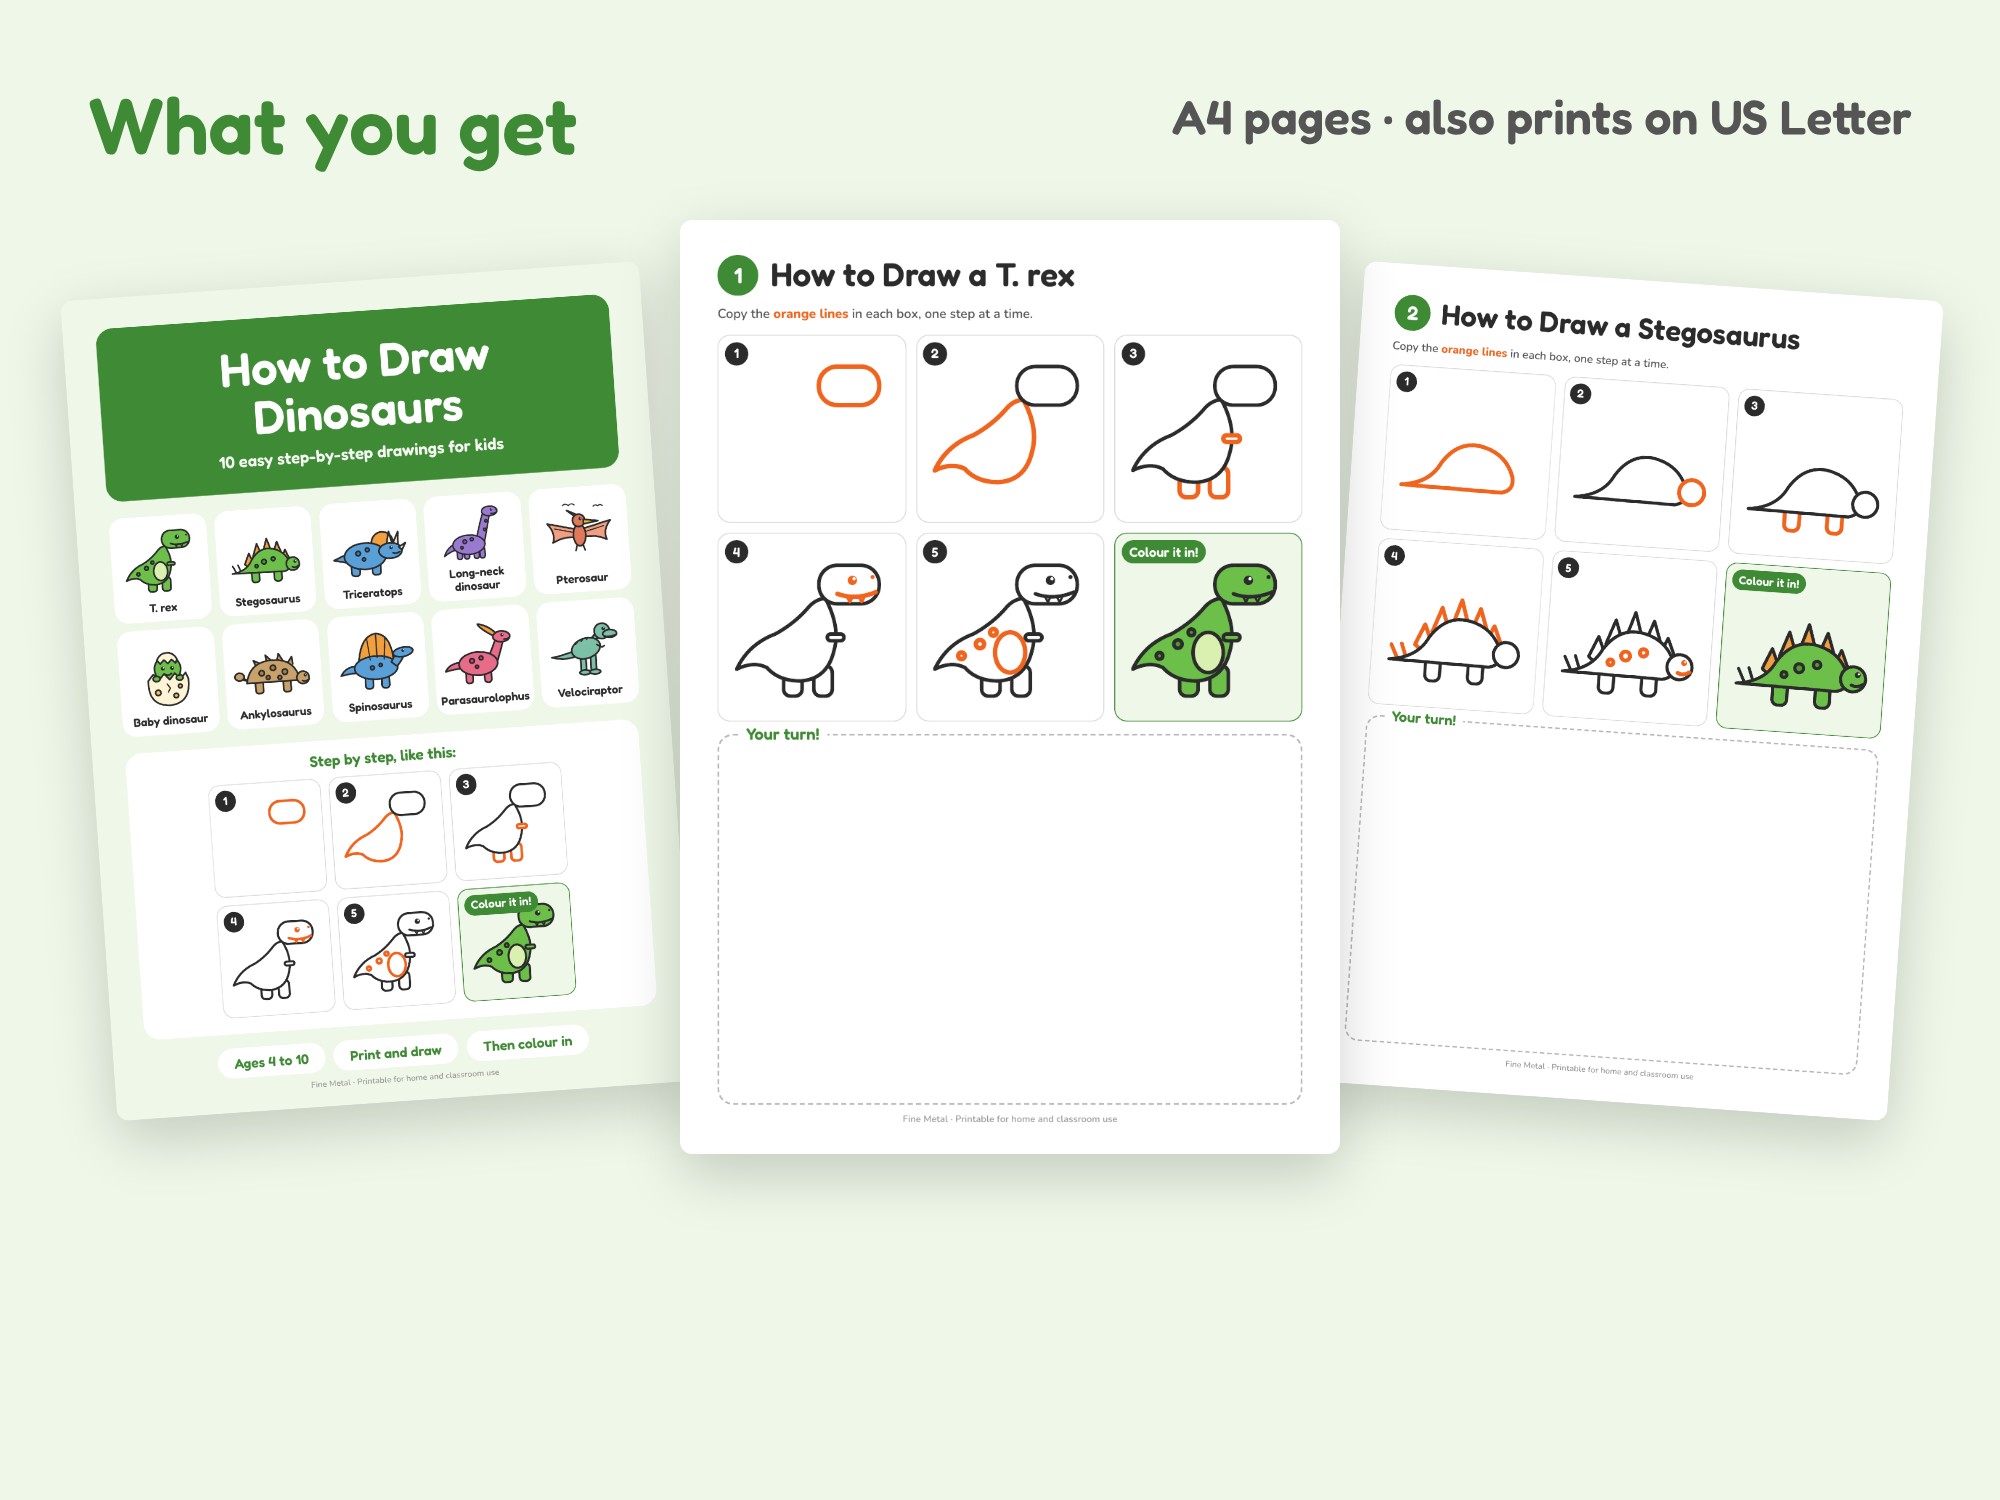 What you get
A4 pages · also prints on US Letter
How to Draw
Dinosaurs
10 easy step-by-step drawings for kids
T. rex
Stegosaurus
Triceratops
Long-neck
dinosaur
Pterosaur
Baby dinosaur
Ankylosaurus
Spinosaurus
Parasaurolophus
Velociraptor
Step by step, like this:
1
2
3
4
5
Colour it in!
Ages 4 to 10
Print and draw
Then colour in
Fine Metal · Printable for home and classroom use
1 How to Draw a T. rex
Copy the orange lines in each box, one step at a time.
1
2
3
4
5
Colour it in!
Your turn!
Fine Metal · Printable for home and classroom use
2 How to Draw a Stegosaurus
Copy the orange lines in each box, one step at a time.
1
2
3
4
5
Colour it in!
Your turn!
Fine Metal · Printable for home and classroom use